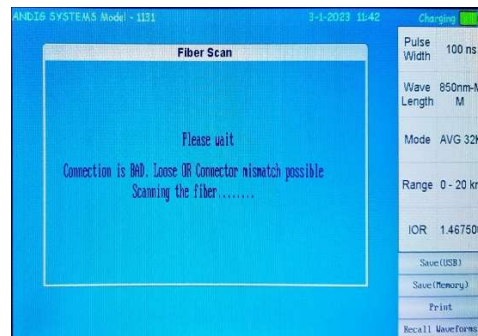 ANDIG SYSTEMS Model - 1131
3-1-2023 11:42
Charging
Fiber Scan
Please wait
Connection is BAD. Loose OR Connector mismatch possible
Scanning the fiber........
Pulse Width 100 ns
Wave Length 850nm-M M
Mode AVG 32K
Range 0 - 20 km
IOR 1.46750
Save(USB)
Save(Memory)
Print
Recall Waveforms